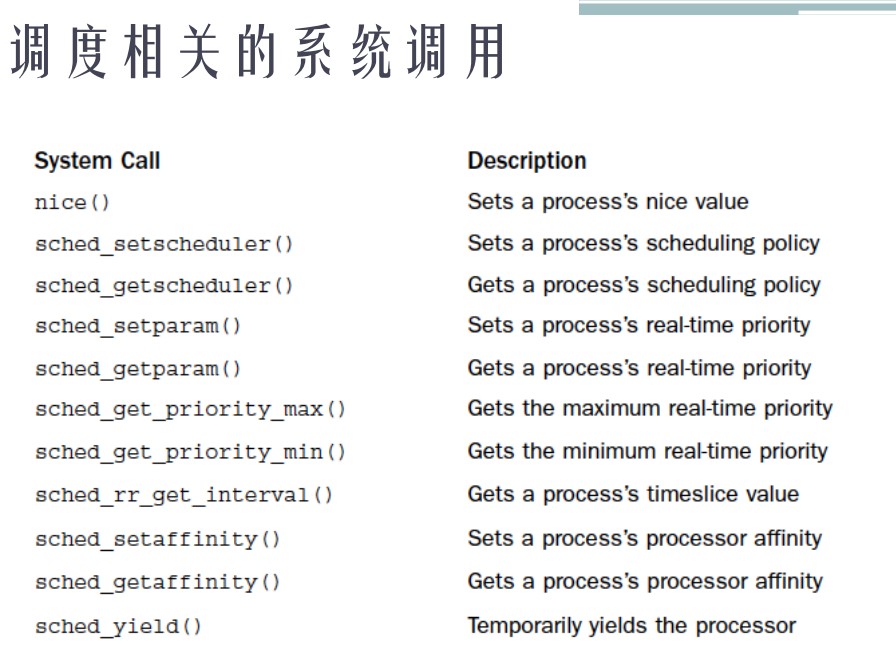 调度相关的系统调用
System Call Description
nice() Sets a process’s nice value
sched_setscheduler() Sets a process’s scheduling policy
sched_getscheduler() Gets a process’s scheduling policy
sched_setparam() Sets a process’s real-time priority
sched_getparam() Gets a process’s real-time priority
sched_get_priority_max() Gets the maximum real-time priority
sched_get_priority_min() Gets the minimum real-time priority
sched_rr_get_interval() Gets a process’s timeslice value
sched_setaffinity() Sets a process’s processor affinity
sched_getaffinity() Gets a process’s processor affinity
sched_yield() Temporarily yields the processor